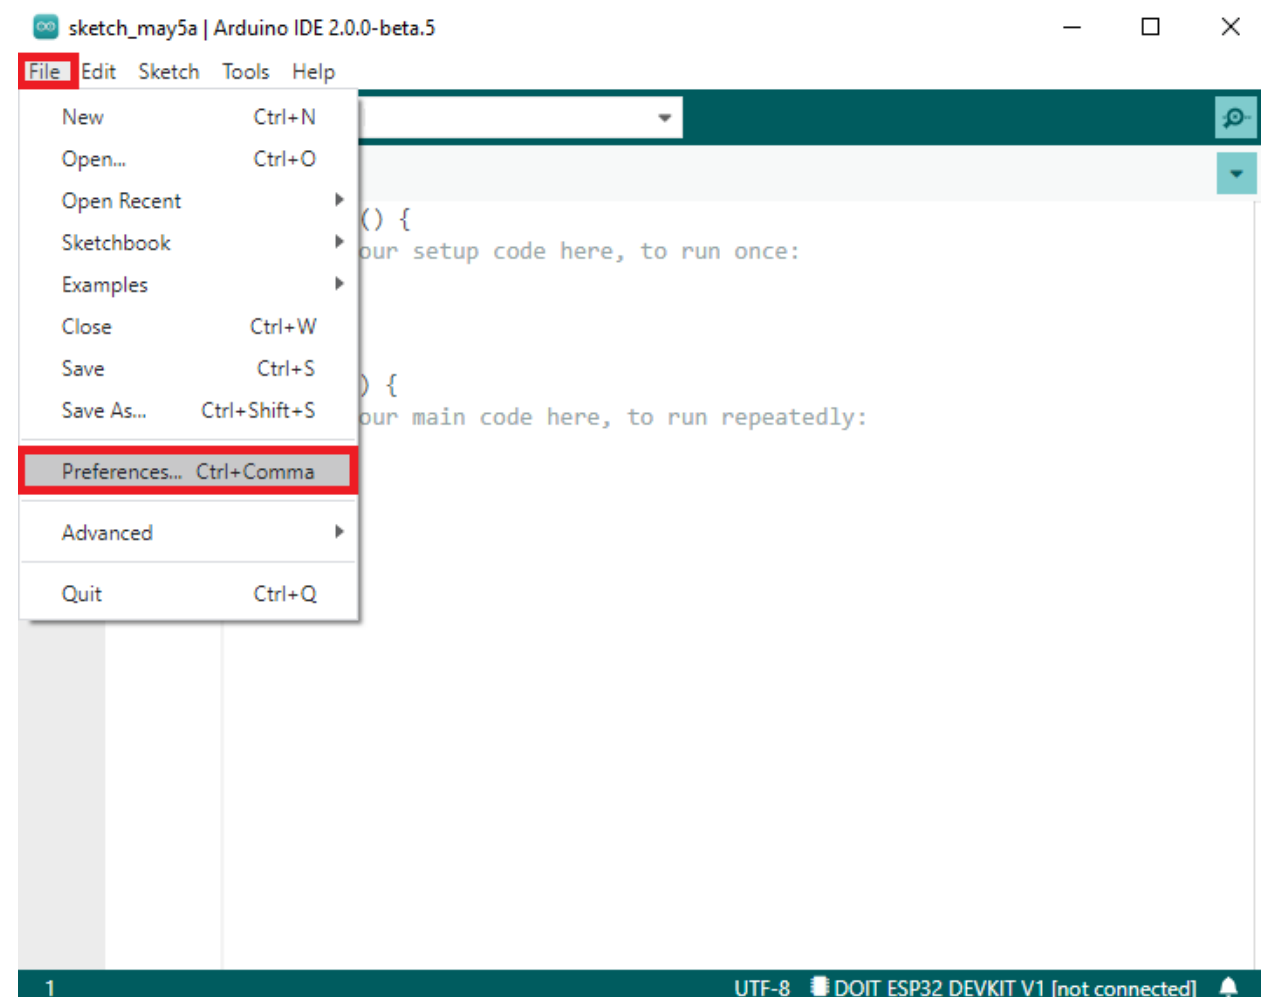 sketch_may5a | Arduino IDE 2.0.0-beta.5
File Edit Sketch Tools Help
New Ctrl+N
Open... Ctrl+O
Open Recent
Sketchbook
Examples
Close Ctrl+W
Save Ctrl+S
Save As... Ctrl+Shift+S
Preferences... Ctrl+Comma
Advanced
Quit Ctrl+Q
() {
our setup code here, to run once:
) {
our main code here, to run repeatedly:
1 UTF-8 DOIT ESP32 DEVKIT V1 [not connected]